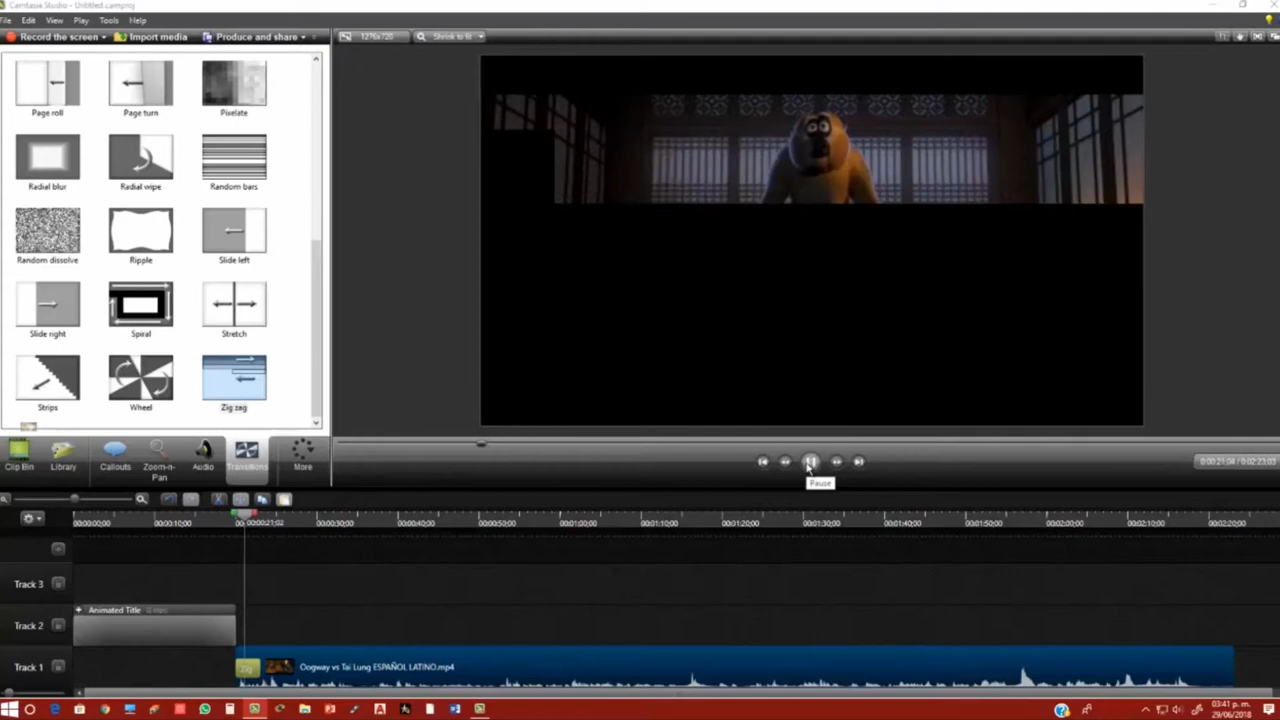 Camtasia Studio - Untitled.camproj
File Edit View Play Tools Help
Record the screen Import media Produce and share
1276x720 Shrink to fit
Page roll Page turn Pixelate
Radial blur Radial wipe Random bars
Random dissolve Ripple Slide left
Slide right Spiral Stretch
Strips Wheel Zig zag
Clip Bin Library Callouts Zoom-n-Pan Audio Transitions More
0:00:21;04 / 0:02:23;03
Pause
00:00:00;00 00:00:10;00 00:00:21;02 00:00:30;00 00:00:40;00 00:00:50;00 00:01:00;00 00:01:10;00 00:01:20;00 00:01:30;00 00:01:40;00 00:01:50;00 00:02:00;00 00:02:10;00 00:02:20;00
Track 3
Animated Title
Track 2
Track 1 Oogway vs Tai Lung ESPAÑOL LATINO.mp4
03:41 p. m.
29/06/2018